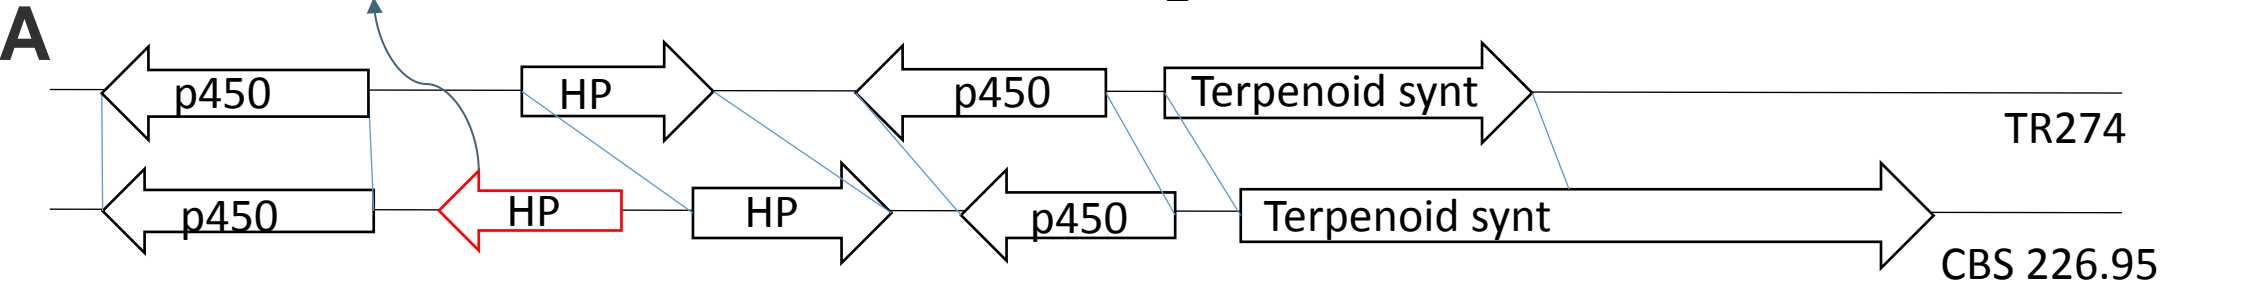 A
p450 HP p450 Terpenoid synt
TR274
p450 HP HP p450 Terpenoid synt
CBS 226.95